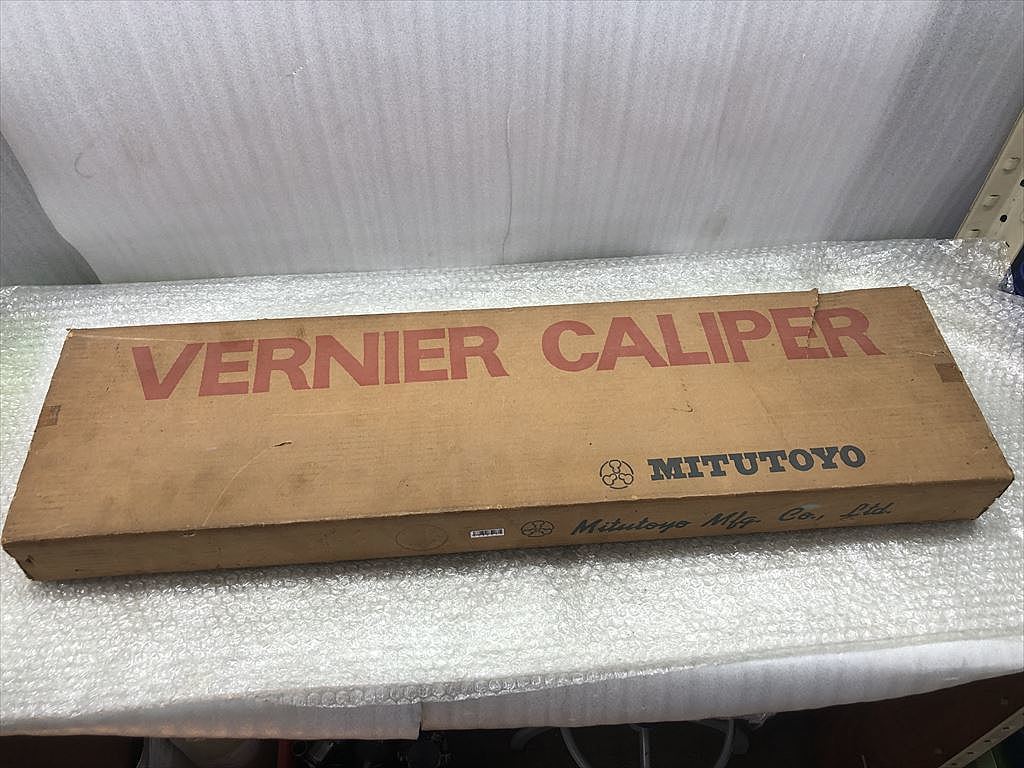 VERNIER CALIPER
MITUTOYO
Mitutoyo Mfg. Co., Ltd.